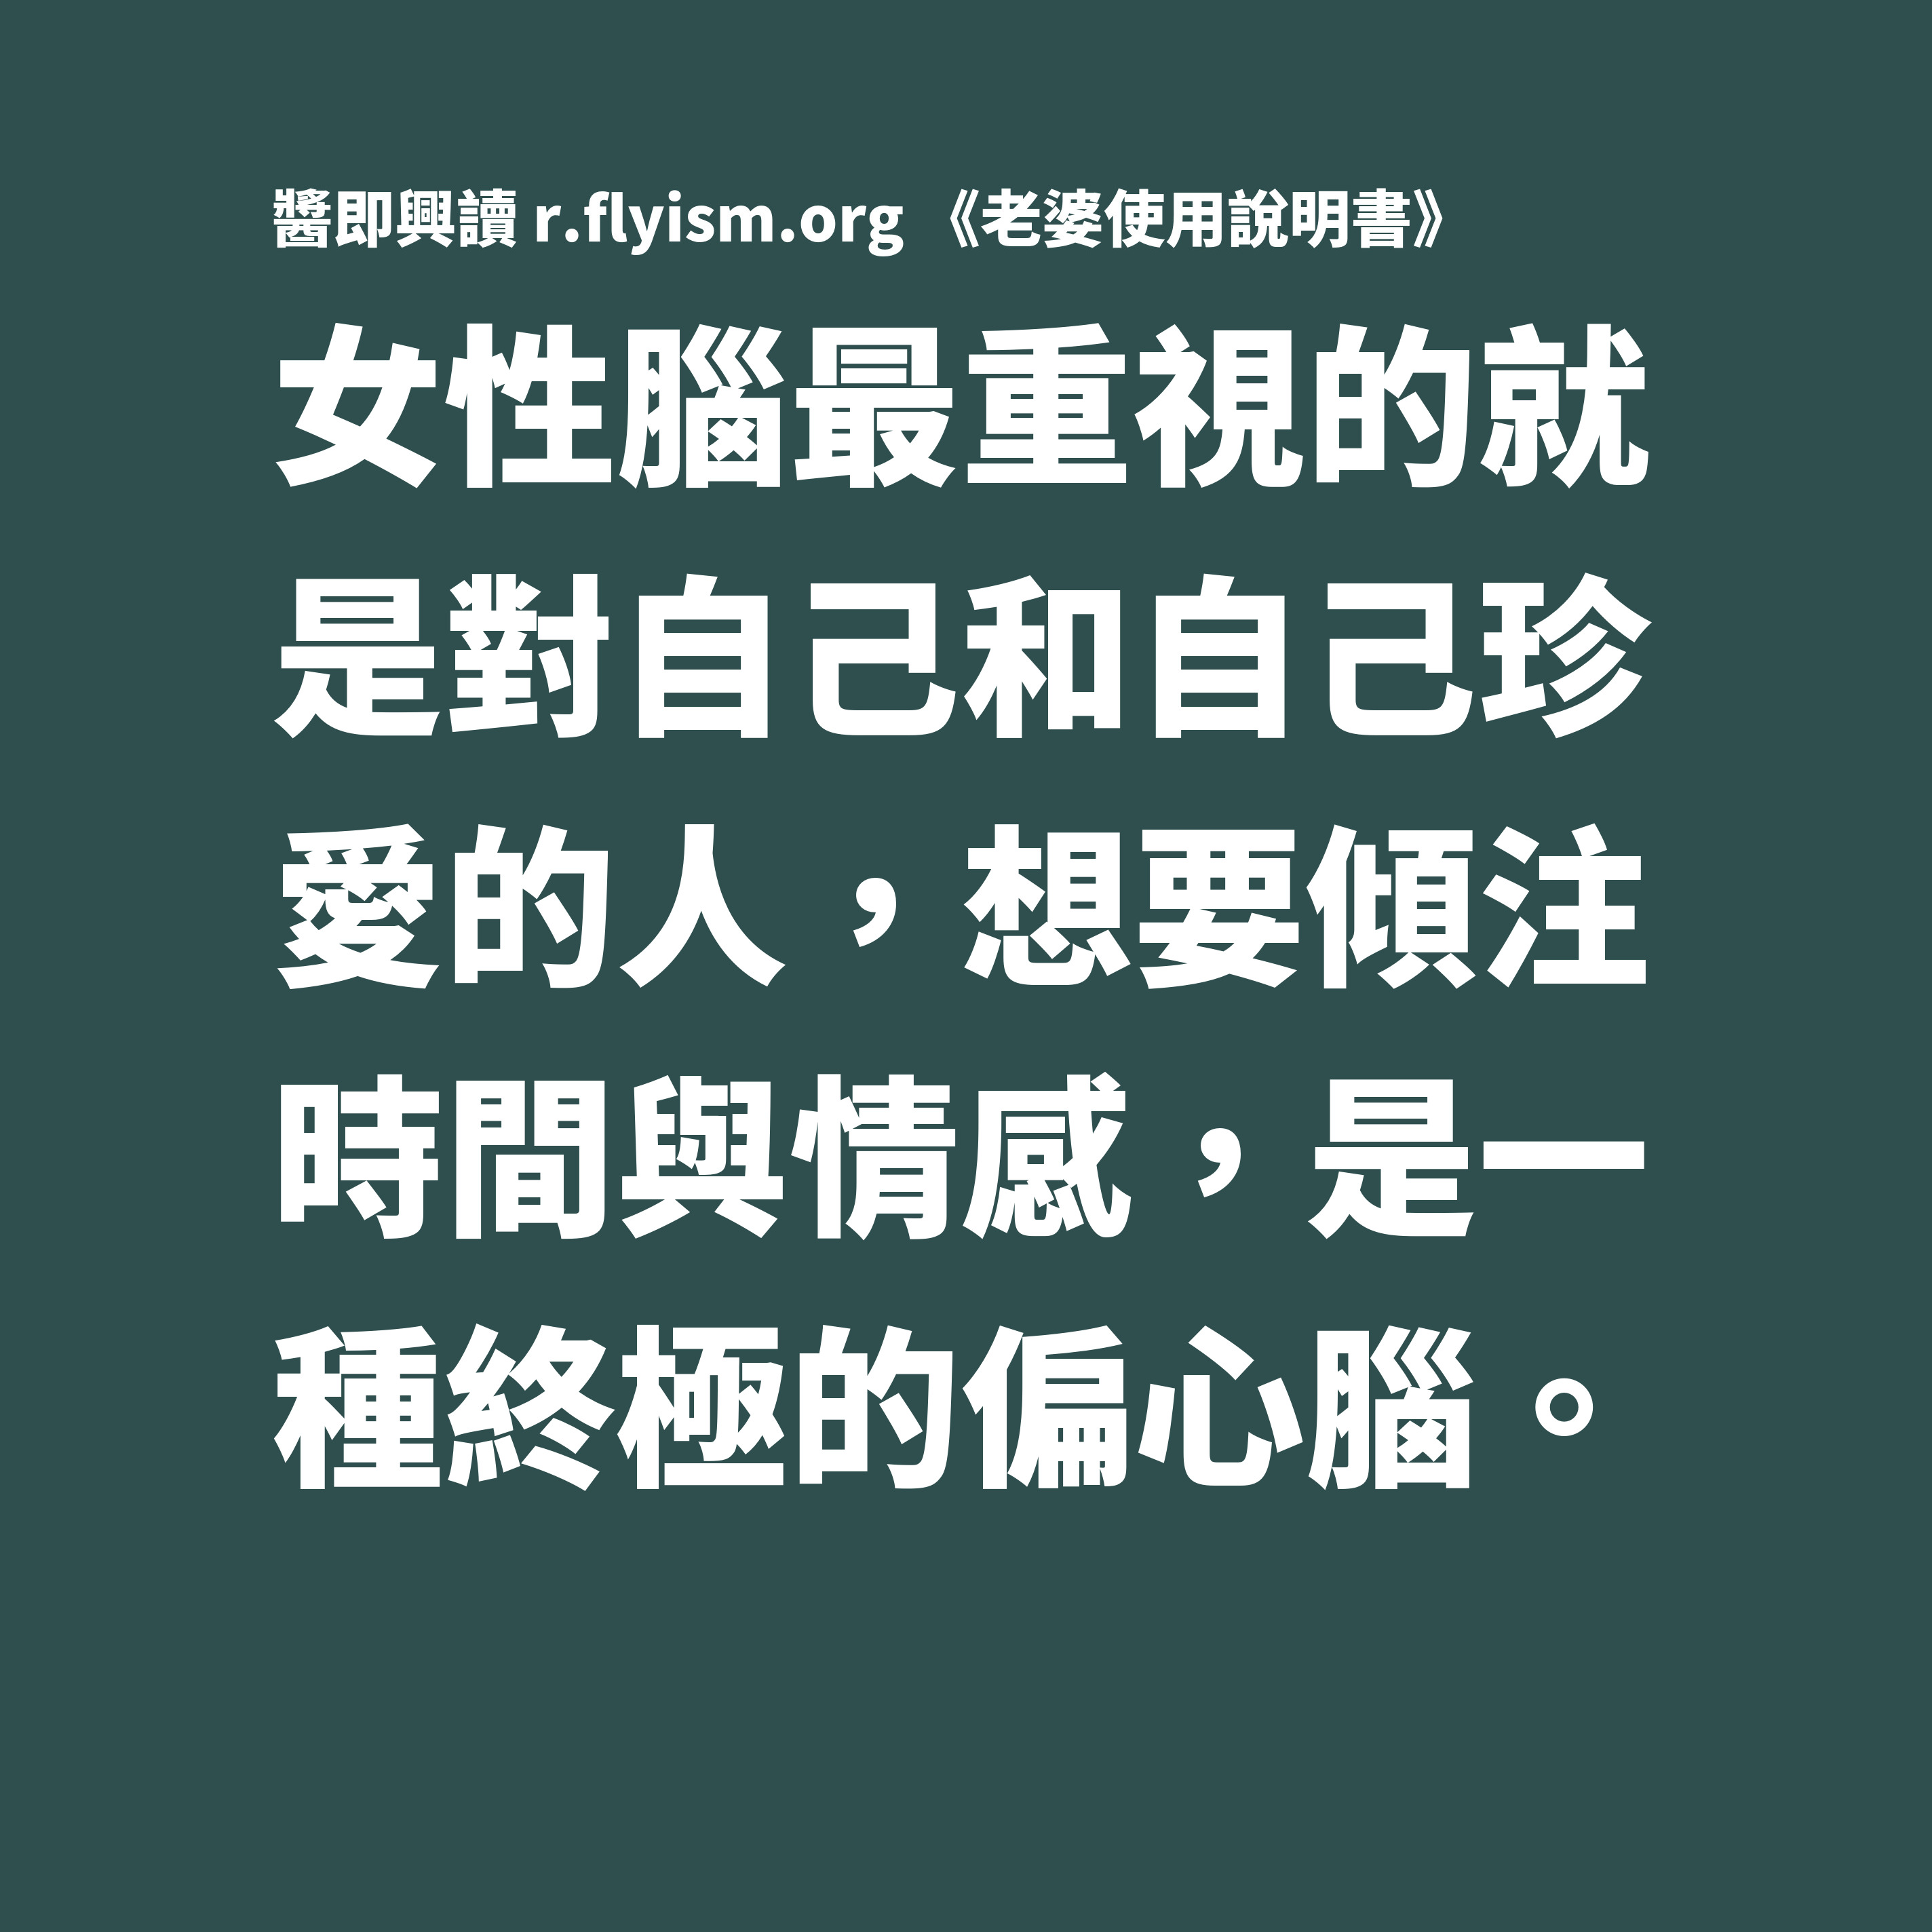 豔即與讀 r.flyism.org 《老婆使用說明書》
女性腦最重視的就
是對自己和自己珍
愛的人，想要傾注
時間與情感，是一
種終極的偏心腦。